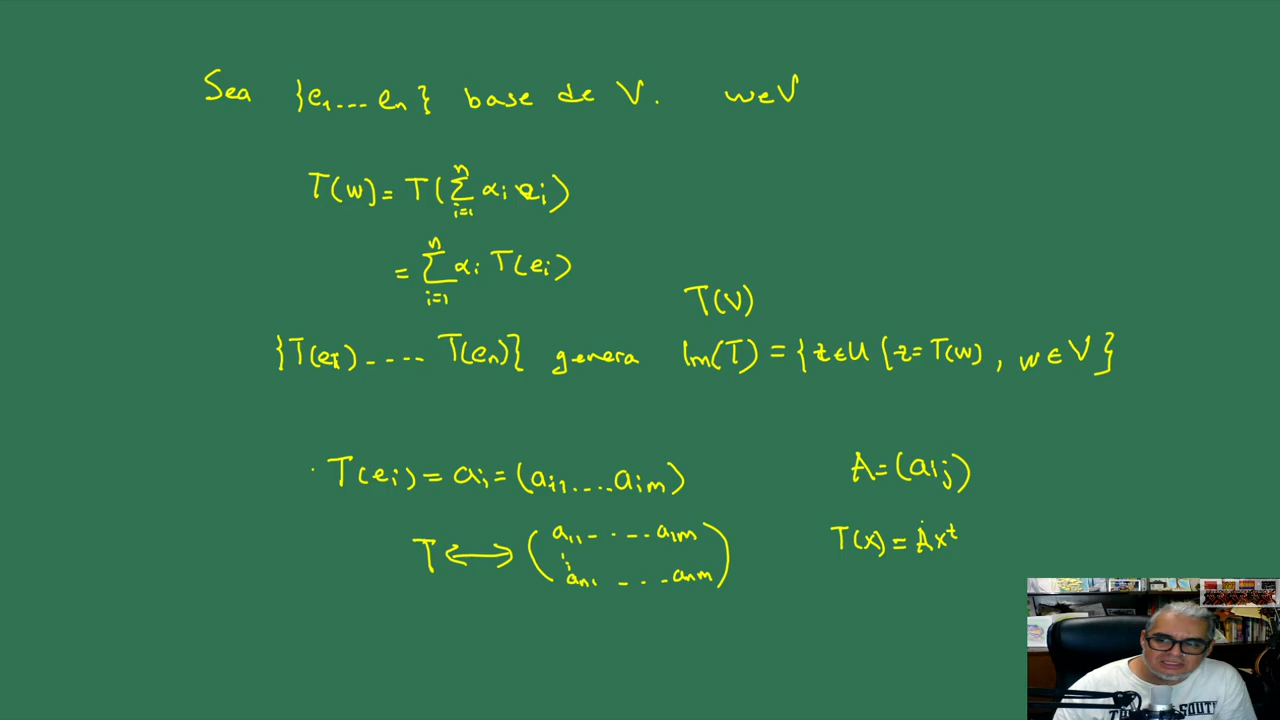 Sea {e₁...eₙ} base de V. w∈V
T(w) = T(∑ᵢ₌₁ⁿ αᵢ eᵢ)
= ∑ᵢ₌₁ⁿ αᵢ T(eᵢ)
T(V)
{T(e₁)..... T(eₙ)} genera Im(T) = {z∈U | z=T(w), w∈V}
T(eᵢ) = aᵢ = (aᵢ₁....aᵢₘ) A=(aᵢⱼ)
T ⟷ (a₁₁ - . - - a₁ₘ T(x) = Axᵗ
⋮
aₙ₁ - . . aₙₘ)
SOUTH